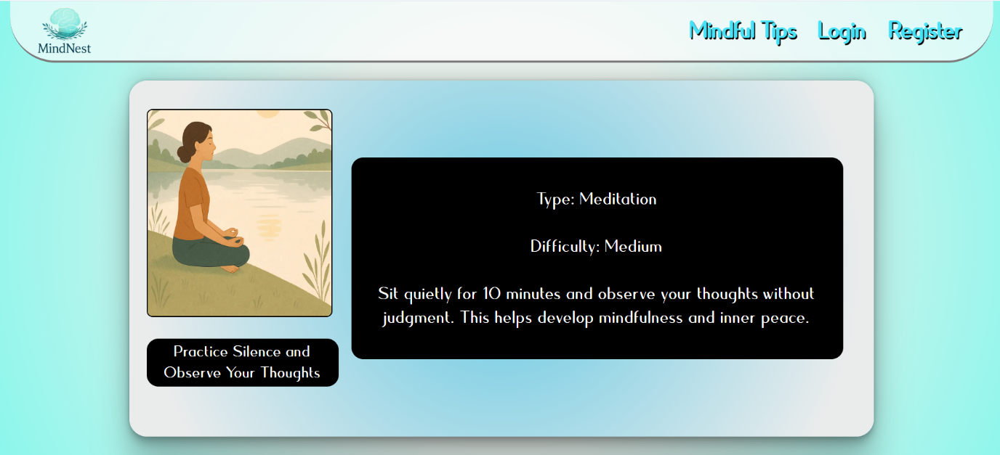 MindNest
Mindful Tips Login Register
Type: Meditation
Difficulty: Medium
Sit quietly for 10 minutes and observe your thoughts without
judgment. This helps develop mindfulness and inner peace.
Practice Silence and
Observe Your Thoughts